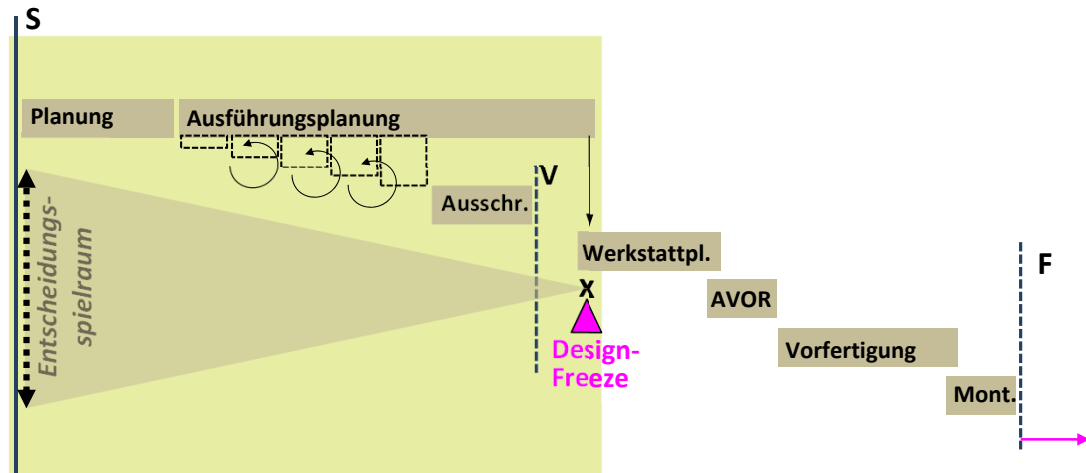 S
Planung
Ausführungsplanung
Ausschr.
V
Entscheidungs-
spielraum
Werkstattpl.
X
Design-
Freeze
AVOR
Vorfertigung
Mont.
F